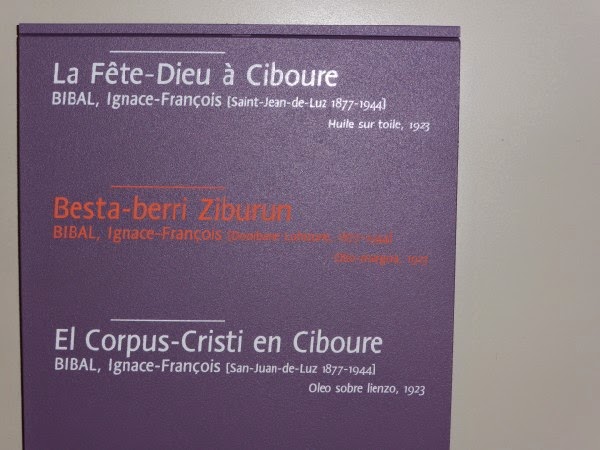 La Fête-Dieu à Ciboure
BIBAL, Ignace-François [Saint-Jean-de-Luz 1877-1944]
Huile sur toile, 1923
Besta-berri Ziburun
BIBAL, Ignace-François
1923
El Corpus-Cristi en Ciboure
BIBAL, Ignace-François [San-Juan-de-Luz 1877-1944]
Oleo sobre lienzo, 1923